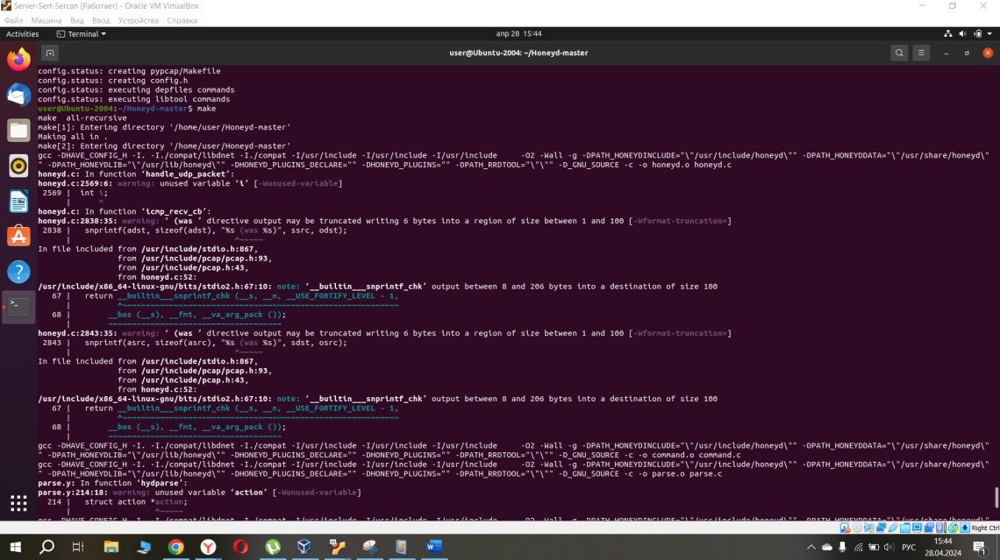 Server-Sert-Sercan [Работает] - Oracle VM VirtualBox
Файл Машина Вид Ввод Устройства Справка
Activities Terminal апр 28 15:44
user@Ubuntu-2004: ~/Honeyd-master
config.status: creating pypcap/Makefile
config.status: creating config.h
config.status: executing depfiles commands
config.status: executing libtool commands
user@Ubuntu-2004:~/Honeyd-master$ make
make  all-recursive
make[1]: Entering directory '/home/user/Honeyd-master'
Making all in .
make[2]: Entering directory '/home/user/Honeyd-master'
gcc -DHAVE_CONFIG_H -I. -I./compat/libdnet -I./compat -I/usr/include -I/usr/include -I/usr/include     -O2 -Wall -g -DPATH_HONEYDINCLUDE="\"/usr/include/honeyd\"" -DPATH_HONEYDDATA="\"/usr/share/honeyd\
" -DPATH_HONEYDLIB="\"/usr/lib/honeyd\"" -DHONEYD_PLUGINS_DECLARE="" -DHONEYD_PLUGINS="" -DPATH_RRDTOOL="\"\"" -D_GNU_SOURCE -c -o honeyd.o honeyd.c
honeyd.c: In function ‘handle_udp_packet’:
honeyd.c:2569:6: warning: unused variable ‘i’ [-Wunused-variable]
 2569 |  int i;
      |      ^
honeyd.c: In function ‘icmp_recv_cb’:
honeyd.c:2838:35: warning: ‘ (was ’ directive output may be truncated writing 6 bytes into a region of size between 1 and 100 [-Wformat-truncation=]
 2838 |   snprintf(adst, sizeof(adst), "%s (was %s)", ssrc, odst);
      |                                   ^~~~~~
In file included from /usr/include/stdio.h:867,
                 from /usr/include/pcap/pcap.h:93,
                 from /usr/include/pcap.h:43,
                 from honeyd.c:52:
/usr/include/x86_64-linux-gnu/bits/stdio2.h:67:10: note: ‘__builtin___snprintf_chk’ output between 8 and 206 bytes into a destination of size 100
   67 |   return __builtin___snprintf_chk (__s, __n, __USE_FORTIFY_LEVEL - 1,
      |          ^~~~~~~~~~~~~~~~~~~~~~~~~~~~~~~~~~~~~~~~~~~~~~~~~~~~~~~~~~~~
   68 |        __bos (__s), __fmt, __va_arg_pack ());
      |        ~~~~~~~~~~~~~~~~~~~~~~~~~~~~~~~~~~~~~
honeyd.c:2843:35: warning: ‘ (was ’ directive output may be truncated writing 6 bytes into a region of size between 1 and 100 [-Wformat-truncation=]
 2843 |   snprintf(asrc, sizeof(asrc), "%s (was %s)", sdst, osrc);
      |                                   ^~~~~~
In file included from /usr/include/stdio.h:867,
                 from /usr/include/pcap/pcap.h:93,
                 from /usr/include/pcap.h:43,
                 from honeyd.c:52:
/usr/include/x86_64-linux-gnu/bits/stdio2.h:67:10: note: ‘__builtin___snprintf_chk’ output between 8 and 206 bytes into a destination of size 100
   67 |   return __builtin___snprintf_chk (__s, __n, __USE_FORTIFY_LEVEL - 1,
      |          ^~~~~~~~~~~~~~~~~~~~~~~~~~~~~~~~~~~~~~~~~~~~~~~~~~~~~~~~~~~~
   68 |        __bos (__s), __fmt, __va_arg_pack ());
      |        ~~~~~~~~~~~~~~~~~~~~~~~~~~~~~~~~~~~~~
gcc -DHAVE_CONFIG_H -I. -I./compat/libdnet -I./compat -I/usr/include -I/usr/include -I/usr/include     -O2 -Wall -g -DPATH_HONEYDINCLUDE="\"/usr/include/honeyd\"" -DPATH_HONEYDDATA="\"/usr/share/honeyd\
" -DPATH_HONEYDLIB="\"/usr/lib/honeyd\"" -DHONEYD_PLUGINS_DECLARE="" -DHONEYD_PLUGINS="" -DPATH_RRDTOOL="\"\"" -D_GNU_SOURCE -c -o command.o command.c
gcc -DHAVE_CONFIG_H -I. -I./compat/libdnet -I./compat -I/usr/include -I/usr/include -I/usr/include     -O2 -Wall -g -DPATH_HONEYDINCLUDE="\"/usr/include/honeyd\"" -DPATH_HONEYDDATA="\"/usr/share/honeyd\
" -DPATH_HONEYDLIB="\"/usr/lib/honeyd\"" -DHONEYD_PLUGINS_DECLARE="" -DHONEYD_PLUGINS="" -DPATH_RRDTOOL="\"\"" -D_GNU_SOURCE -c -o parse.o parse.c
parse.y: In function ‘hydparse’:
parse.y:214:18: warning: unused variable ‘action’ [-Wunused-variable]
  214 |   struct action *action;
      |                  ^~~~~~
Right Ctrl
РУС
15:44
28.04.2024
1